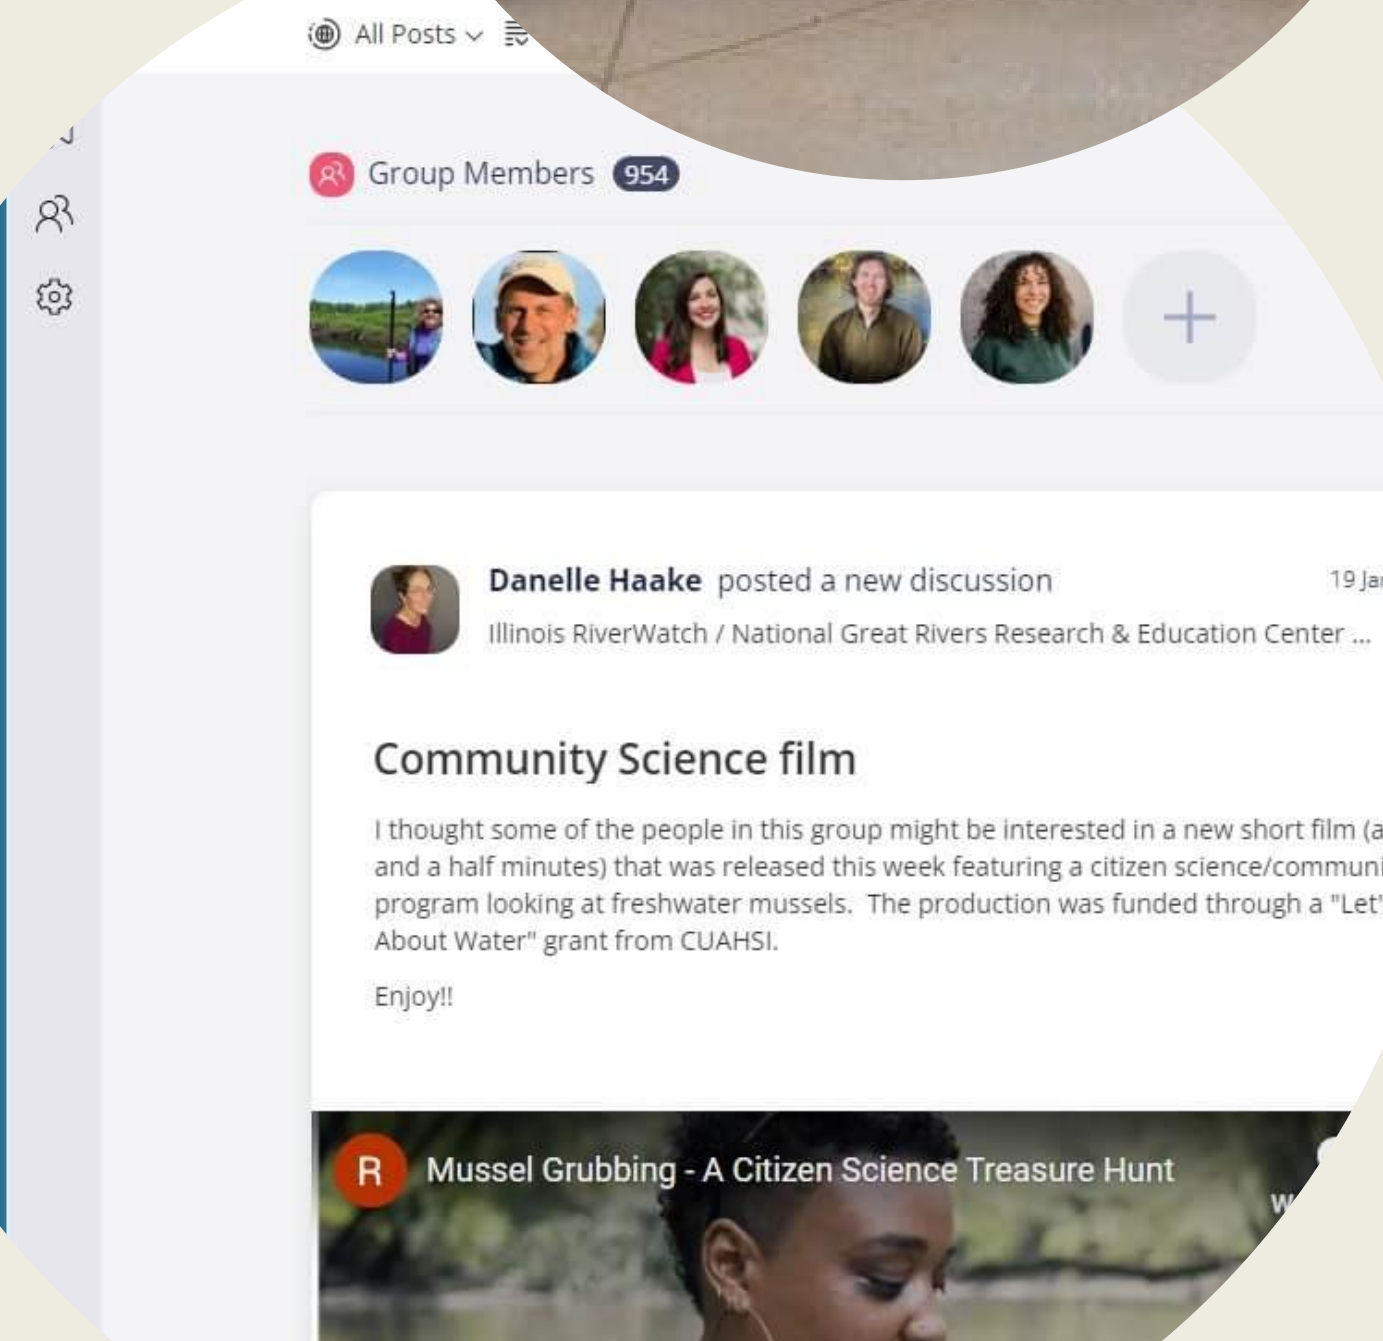 All Posts
Group Members 954
Danelle Haake posted a new discussion
19 Jan
Illinois RiverWatch / National Great Rivers Research & Education Center ...
Community Science film
I thought some of the people in this group might be interested in a new short film (a
and a half minutes) that was released this week featuring a citizen science/communi
program looking at freshwater mussels. The production was funded through a "Let'
About Water" grant from CUAHSI.
Enjoy!!
R Mussel Grubbing - A Citizen Science Treasure Hunt
W